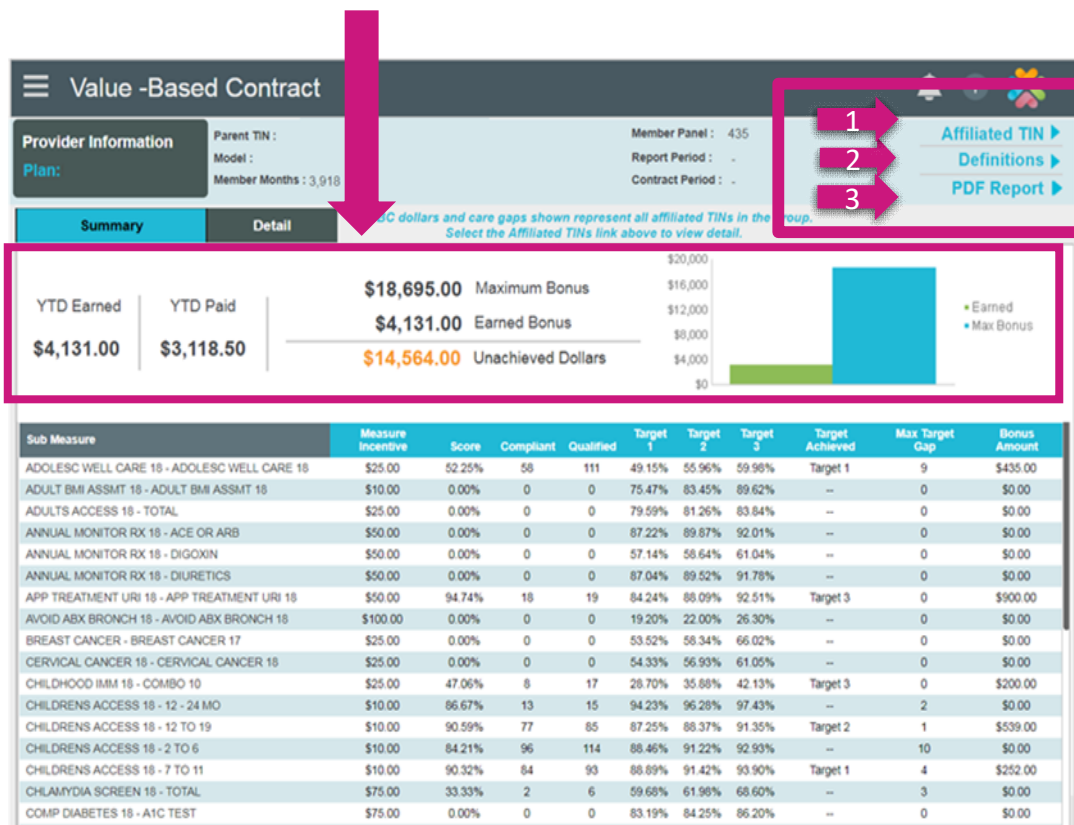 Value -Based Contract
Provider Information
Plan:
Parent TIN :
Model :
Member Months : 3,918
Member Panel : 435
Report Period : -
Contract Period : -
1
Affiliated TIN
2
Definitions
3
PDF Report
Summary
Detail
C dollars and care gaps shown represent all affiliated TINs in the group.
Select the Affiliated TINs link above to view detail.
YTD Earned
$4,131.00
YTD Paid
$3,118.50
$18,695.00 Maximum Bonus
$4,131.00 Earned Bonus
$14,564.00 Unachieved Dollars
$20,000
$16,000
$12,000
$8,000
$4,000
$0
Earned
Max Bonus
Sub Measure Measure Incentive Score Compliant Qualified Target 1 Target 2 Target 3 Target Achieved Max Target Gap Bonus Amount
ADOLESC WELL CARE 18 - ADOLESC WELL CARE 18 $25.00 52.25% 58 111 49.15% 55.96% 59.98% Target 1 9 $435.00
ADULT BMI ASSMT 18 - ADULT BMI ASSMT 18 $10.00 0.00% 0 0 75.47% 83.45% 89.62% -- 0 $0.00
ADULTS ACCESS 18 - TOTAL $25.00 0.00% 0 0 79.59% 81.26% 83.84% -- 0 $0.00
ANNUAL MONITOR RX 18 - ACE OR ARB $50.00 0.00% 0 0 87.22% 89.87% 92.01% -- 0 $0.00
ANNUAL MONITOR RX 18 - DIGOXIN $50.00 0.00% 0 0 57.14% 58.64% 61.04% -- 0 $0.00
ANNUAL MONITOR RX 18 - DIURETICS $50.00 0.00% 0 0 87.04% 89.52% 91.78% -- 0 $0.00
APP TREATMENT URI 18 - APP TREATMENT URI 18 $50.00 94.74% 18 19 84.24% 88.09% 92.51% Target 3 0 $900.00
AVOID ABX BRONCH 18 - AVOID ABX BRONCH 18 $100.00 0.00% 0 0 19.20% 22.00% 26.30% -- 0 $0.00
BREAST CANCER - BREAST CANCER 17 $25.00 0.00% 0 0 53.52% 58.34% 66.02% -- 0 $0.00
CERVICAL CANCER 18 - CERVICAL CANCER 18 $25.00 0.00% 0 0 54.33% 56.93% 61.05% -- 0 $0.00
CHILDHOOD IMM 18 - COMBO 10 $25.00 47.06% 8 17 28.70% 35.88% 42.13% Target 3 0 $200.00
CHILDRENS ACCESS 18 - 12 - 24 MO $10.00 86.67% 13 15 94.23% 96.28% 97.43% -- 2 $0.00
CHILDRENS ACCESS 18 - 12 TO 19 $10.00 90.59% 77 85 87.25% 88.37% 91.35% Target 2 1 $539.00
CHILDRENS ACCESS 18 - 2 TO 6 $10.00 84.21% 96 114 88.46% 91.22% 92.93% -- 10 $0.00
CHILDRENS ACCESS 18 - 7 TO 11 $10.00 90.32% 84 93 88.89% 91.42% 93.90% Target 1 4 $252.00
CHLAMYDIA SCREEN 18 - TOTAL $75.00 33.33% 2 6 59.68% 61.98% 68.60% -- 3 $0.00
COMP DIABETES 18 - A1C TEST $75.00 0.00% 0 0 83.19% 84.25% 86.20% -- 0 $0.00